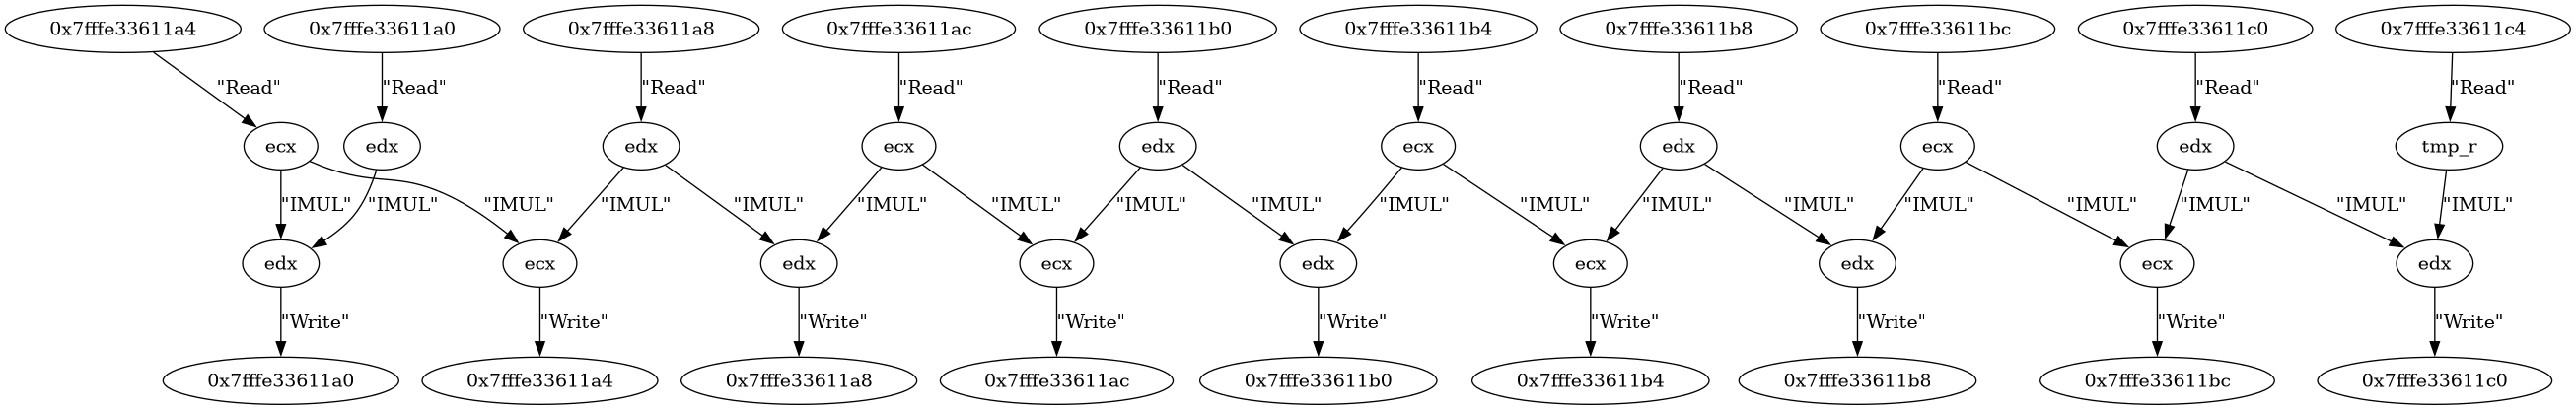 0x7fffe33611a4 0x7fffe33611a0 0x7fffe33611a8 0x7fffe33611ac 0x7fffe33611b0 0x7fffe33611b4 0x7fffe33611b8 0x7fffe33611bc 0x7fffe33611c0 0x7fffe33611c4
"Read" "Read" "Read" "Read" "Read" "Read" "Read" "Read" "Read" "Read"
ecx edx edx ecx edx ecx edx ecx edx tmp_r
"IMUL" "IMUL" "IMUL" "IMUL" "IMUL" "IMUL" "IMUL" "IMUL" "IMUL" "IMUL" "IMUL" "IMUL" "IMUL" "IMUL" "IMUL" "IMUL" "IMUL" "IMUL"
edx ecx edx ecx edx ecx edx ecx edx
"Write" "Write" "Write" "Write" "Write" "Write" "Write" "Write" "Write"
0x7fffe33611a0 0x7fffe33611a4 0x7fffe33611a8 0x7fffe33611ac 0x7fffe33611b0 0x7fffe33611b4 0x7fffe33611b8 0x7fffe33611bc 0x7fffe33611c0